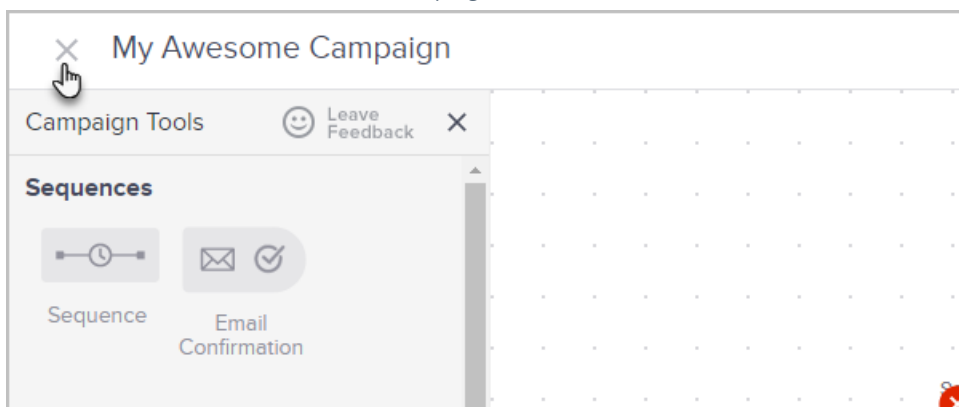 My Awesome Campaign
Campaign Tools
Leave
Feedback
Sequences
Sequence
Email
Confirmation